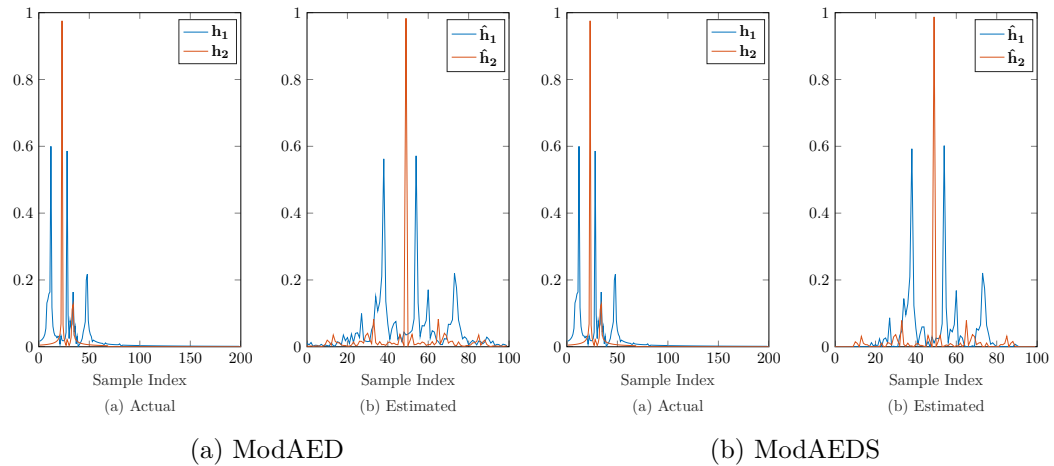 1
0.8
0.6
0.4
0.2
0
0 50 100 150 200
h₁
h₂
Sample Index
(a) Actual
1
0.8
0.6
0.4
0.2
0
0 20 40 60 80 100
ĥ₁
ĥ₂
Sample Index
(b) Estimated
(a) ModAED
1
0.8
0.6
0.4
0.2
0
0 50 100 150 200
h₁
h₂
Sample Index
(a) Actual
1
0.8
0.6
0.4
0.2
0
0 20 40 60 80 100
ĥ₁
ĥ₂
Sample Index
(b) Estimated
(b) ModAEDS